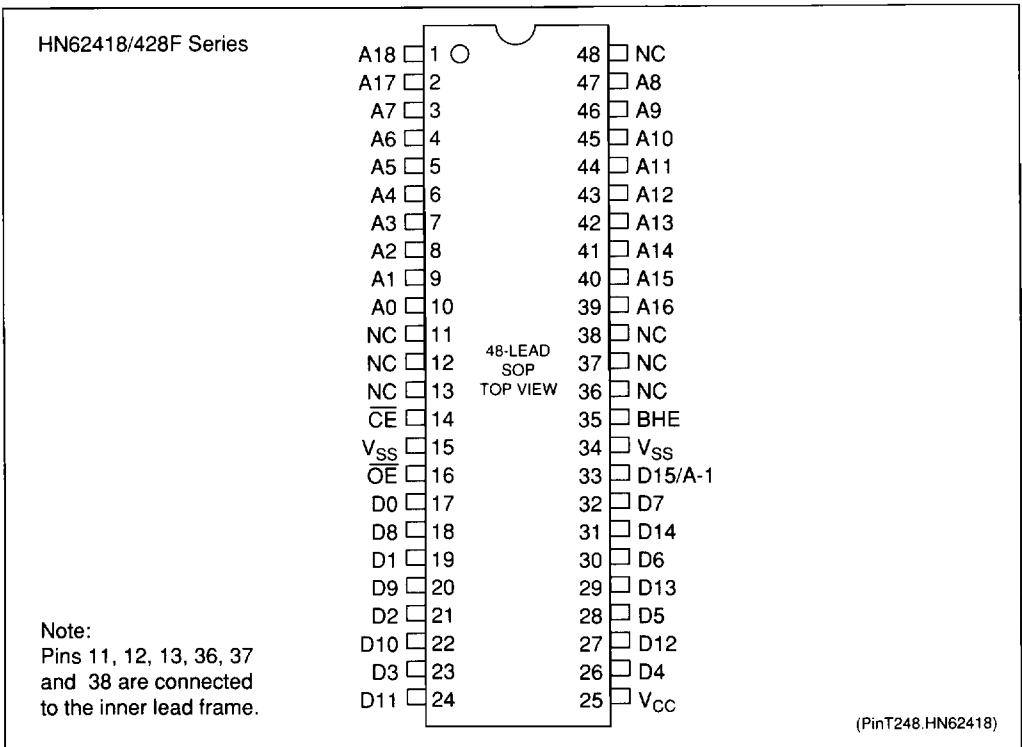 HN62418/428F Series
A18 1 48 NC
A17 2 47 A8
A7 3 46 A9
A6 4 45 A10
A5 5 44 A11
A4 6 43 A12
A3 7 42 A13
A2 8 41 A14
A1 9 40 A15
A0 10 39 A16
NC 11 38 NC
NC 12 37 NC
NC 13 36 NC
48-LEAD
SOP
TOP VIEW
C̅E̅ 14 35 BHE
VSS 15 34 VSS
O̅E̅ 16 33 D15/A-1
D0 17 32 D7
D8 18 31 D14
D1 19 30 D6
D9 20 29 D13
D2 21 28 D5
D10 22 27 D12
D3 23 26 D4
D11 24 25 VCC
Note:
Pins 11, 12, 13, 36, 37
and 38 are connected
to the inner lead frame.
(PinT248.HN62418)